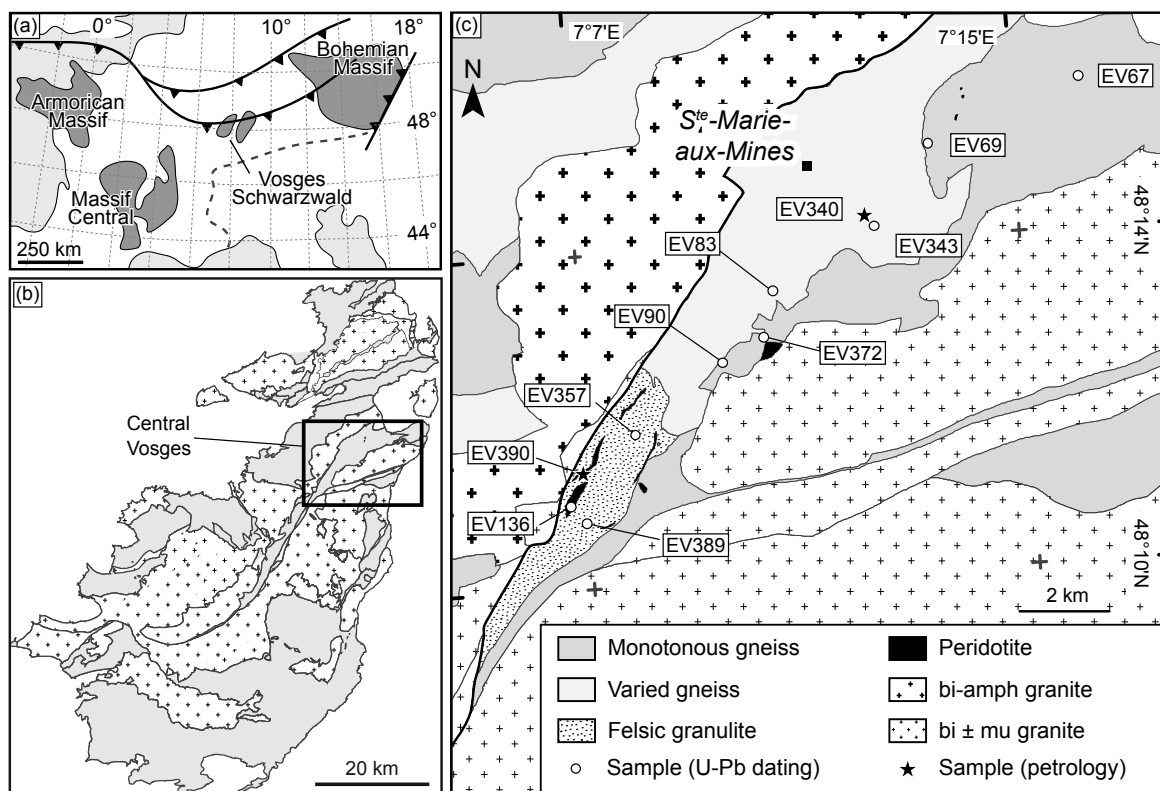 (a)
0°
10°
18°
Bohemian
Massif
Armorican
Massif
48°
Vosges
Schwarzwald
Massif
Central
44°
250 km
(b)
Central
Vosges
20 km
(c)
7°7'E
7°15'E
N
EV67
Ste-Marie-
aux-Mines
EV69
EV340
48°14'N
EV83
EV343
EV90
EV372
EV357
EV390
EV136
EV389
48°10'N
2 km
Monotonous gneiss
Peridotite
Varied gneiss
bi-amph granite
Felsic granulite
bi ± mu granite
Sample (U-Pb dating)
Sample (petrology)